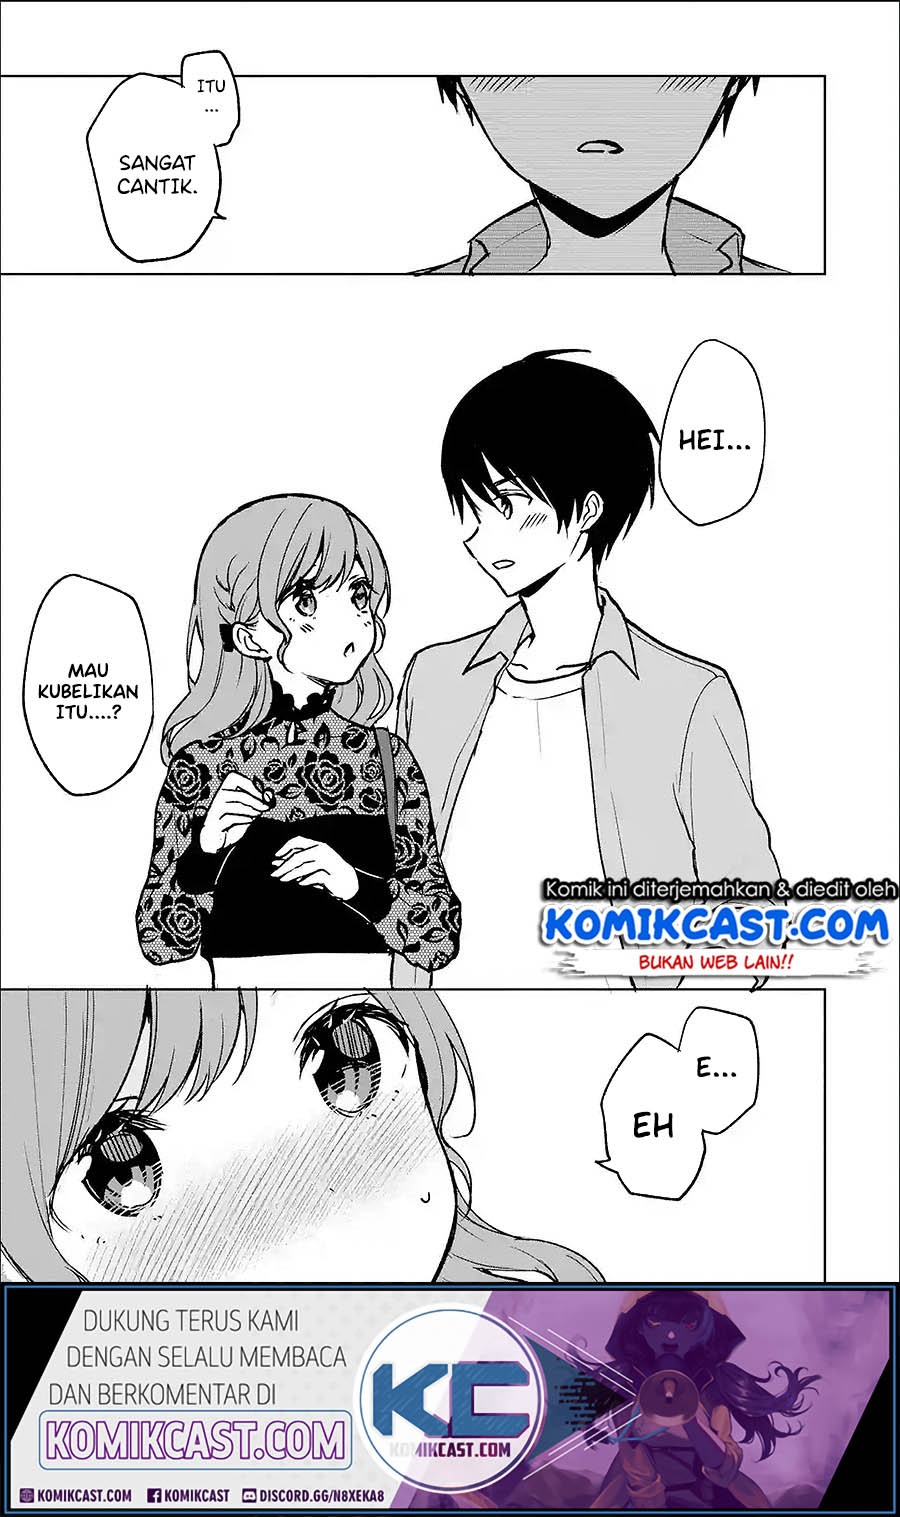 ITU
...
SANGAT
CANTIK.
HEI...
MAU
KUBELIKAN
ITU....?
Komik ini diterjemahkan & diedit oleh
KOMIKCAST.COM
BUKAN WEB LAIN!!
E...
EH
DUKUNG TERUS KAMI
DENGAN SELALU MEMBACA
DAN BERKOMENTAR DI
KOMIKCAST.COM
KOMIKCAST.COM KOMIKCAST DISCORD.GG/N8XEKA8
KC
KOMIKCAST.COM